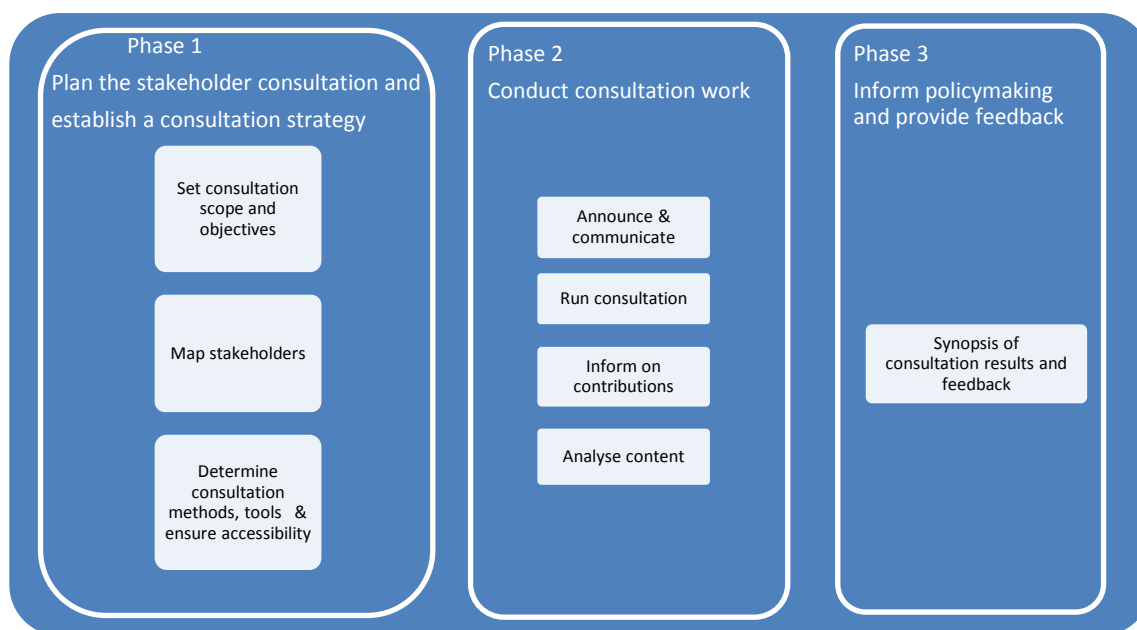 Phase 1
Plan the stakeholder consultation and
establish a consultation strategy
Set consultation
scope and
objectives
Map stakeholders
Determine
consultation
methods, tools & 
ensure accessibility
Phase 2
Conduct consultation work
Announce &
communicate
Run consultation
Inform on
contributions
Analyse content
Phase 3
Inform policymaking
and provide feedback
Synopsis of
consultation results and
feedback